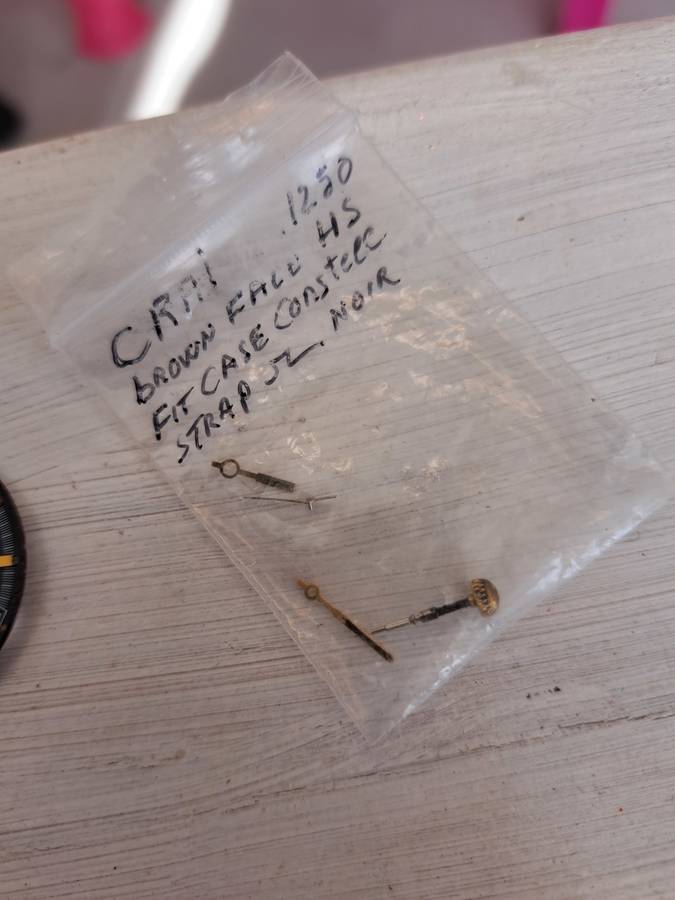 CRAI .1250
BROWN FACE HS
FIT CASE CONSTELL
STRAP NOIR